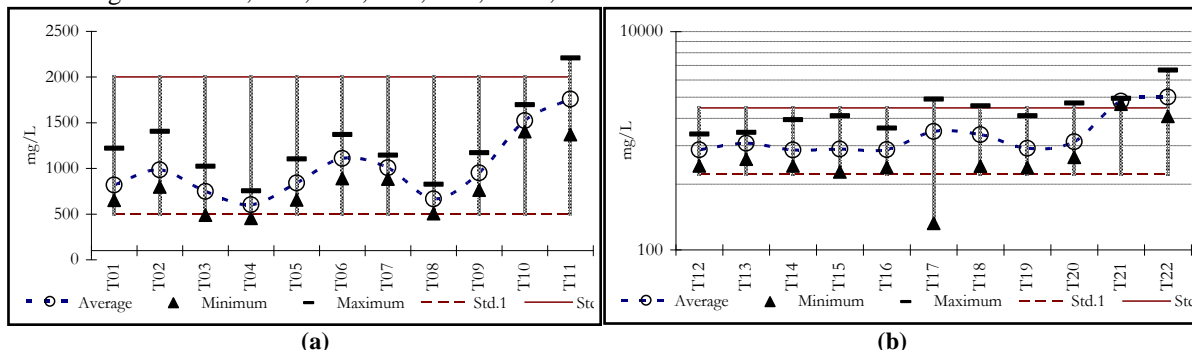 2500
2000
1500
1000
500
0
mg/L
T01
T02
T03
T04
T05
T06
T07
T08
T09
T10
T11
Average Minimum Maximum Std.1 Std
(a)
10000
100
mg/L
T12
T13
T14
T15
T16
T17
T18
T19
T20
T21
T22
Average Minimum Maximum Std.1 Std
(b)